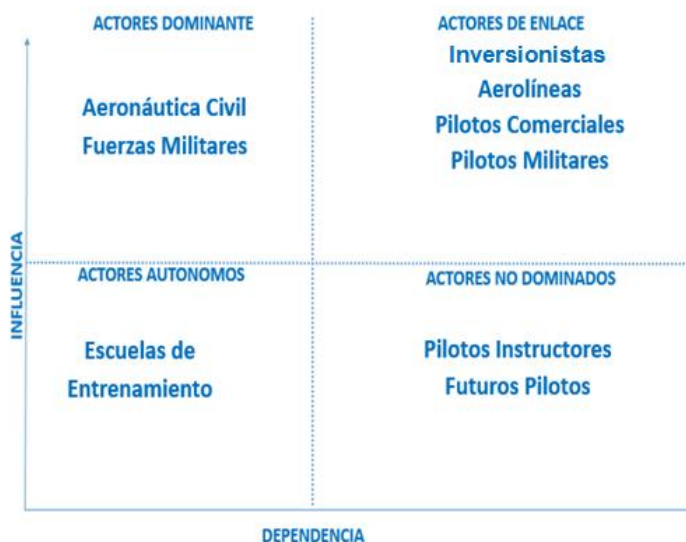 ACTORES DOMINANTE
Aeronáutica Civil
Fuerzas Militares
ACTORES DE ENLACE
Inversionistas
Aerolíneas
Pilotos Comerciales
Pilotos Militares
INFLUENCIA
ACTORES AUTONOMOS
Escuelas de
Entrenamiento
ACTORES NO DOMINADOS
Pilotos Instructores
Futuros Pilotos
DEPENDENCIA